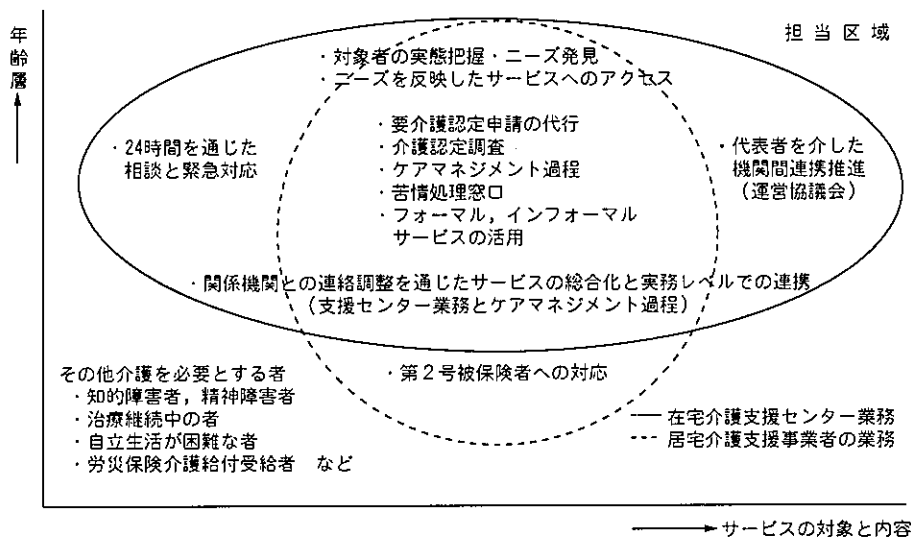 年齢層
担当区域
・対象者の実態把握・ニーズ発見
・ニーズを反映したサービスへのアクセス
・要介護認定申請の代行
・介護認定調査
・ケアマネジメント過程
・苦情処理窓口
・フォーマル，インフォーマル
サービスの活用
・24時間を通じた
相談と緊急対応
・代表者を介した
機関間連携推進
（運営協議会）
・関係機関との連絡調整を通じたサービスの総合化と実務レベルでの連携
（支援センター業務とケアマネジメント過程）
その他介護を必要とする者
・知的障害者，精神障害者
・治療継続中の者
・自立生活が困難な者
・労災保険介護給付受給者　など
・第２号被保険者への対応
在宅介護支援センター業務
居宅介護支援事業者の業務
サービスの対象と内容